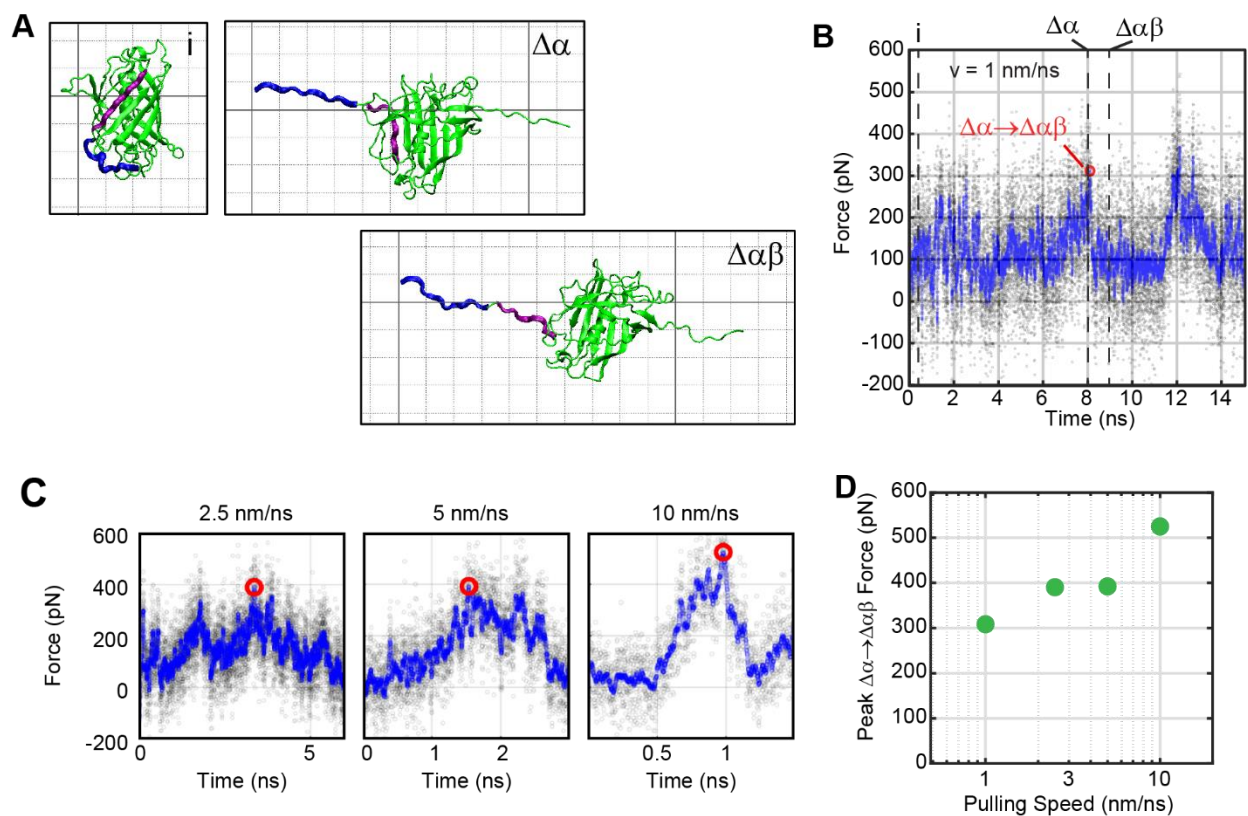 A
i
Δα
Δαβ
B
i
Δα
Δαβ
v = 1 nm/ns
Δα→Δαβ
Force (pN)
600
500
400
300
200
100
0
-100
-200
0 2 4 6 8 10 12 14
Time (ns)
C
2.5 nm/ns
5 nm/ns
10 nm/ns
Force (pN)
600
400
200
0
-200
0 5
0 1 2
0.5 1
Time (ns)
Time (ns)
Time (ns)
D
Peak Δα→Δαβ Force (pN)
600
500
400
300
200
100
0
1 3 10
Pulling Speed (nm/ns)